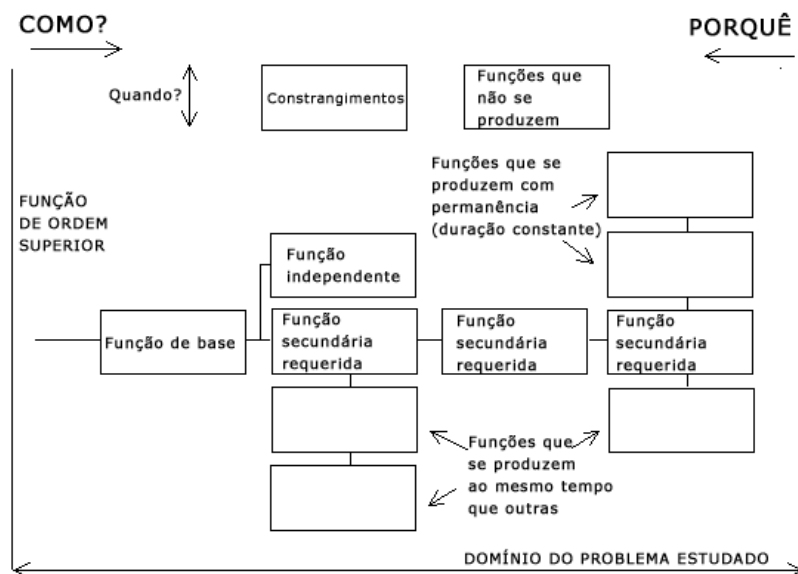 COMO?
PORQUÊ
Quando?
Constrangimentos
Funções que
não se
produzem
Funções que se
produzem com
permanência
(duração constante)
FUNÇÃO
DE ORDEM
SUPERIOR
Função
independente
Função de base
Função
secundária
requerida
Função
secundária
requerida
Função
secundária
requerida
Funções que
se produzem
ao mesmo tempo
que outras
DOMÍNIO DO PROBLEMA ESTUDADO